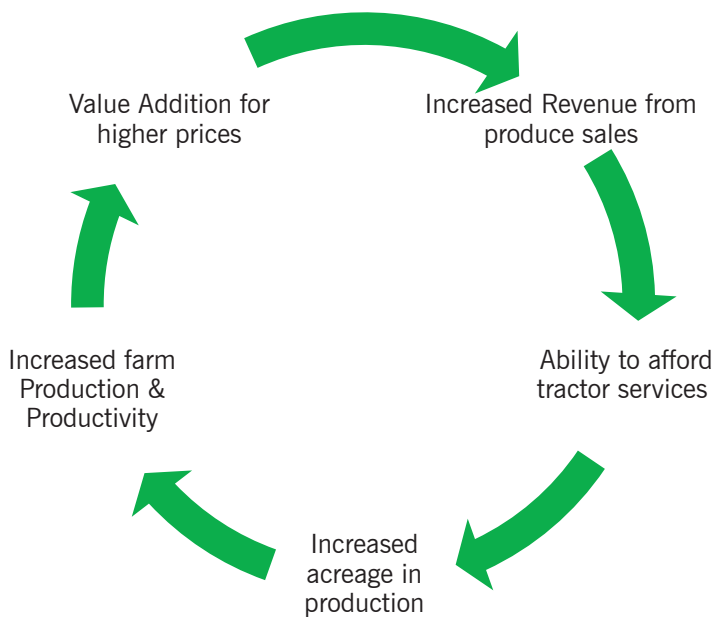 Value Addition for
higher prices
Increased Revenue from
produce sales
Ability to afford
tractor services
Increased
acreage in
production
Increased farm
Production &
Productivity